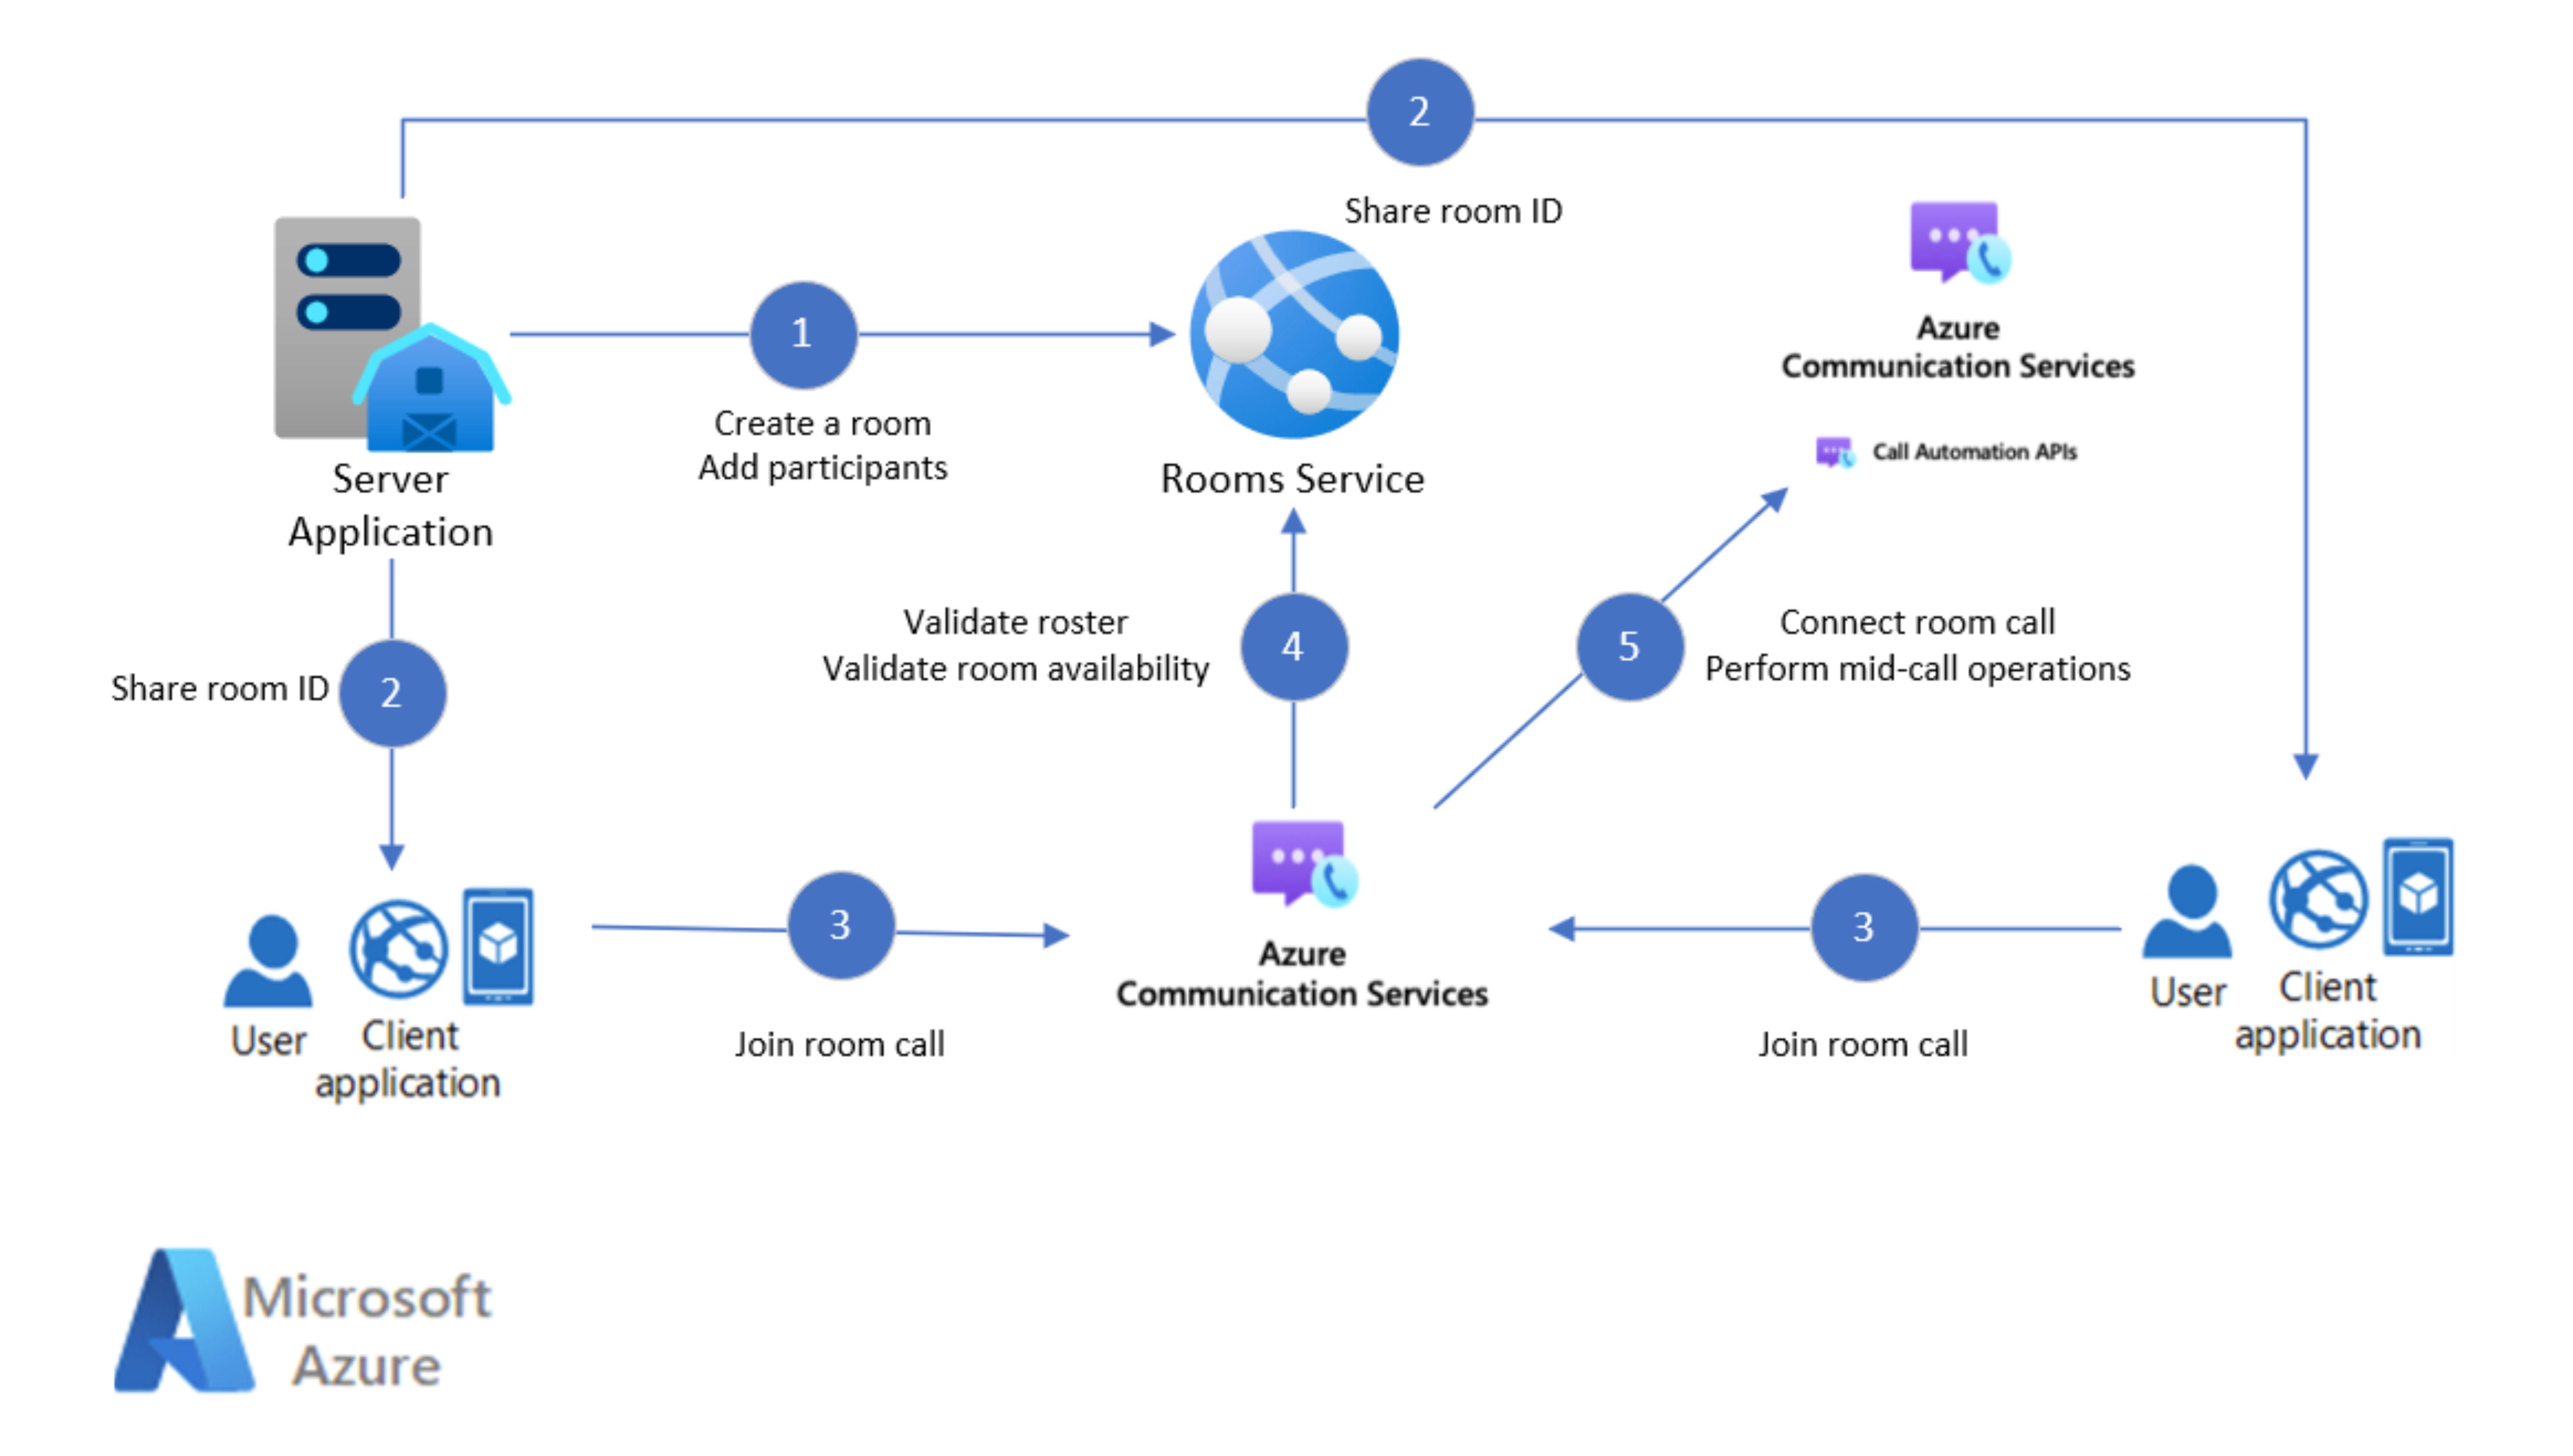 2
Share room ID
1
Create a room
Add participants
Server
Application
Rooms Service
Azure
Communication Services
Call Automation APIs
Share room ID
2
Validate roster
Validate room availability
4
5
Connect room call
Perform mid-call operations
User
Client
application
3
Join room call
Azure
Communication Services
3
Join room call
User
Client
application
Microsoft
Azure